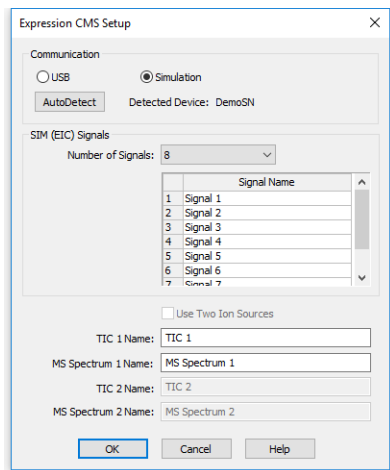 Expression CMS Setup
Communication
USB Simulation
AutoDetect Detected Device: DemoSN
SIM (EIC) Signals
Number of Signals: 8
Signal Name
1 Signal 1
2 Signal 2
3 Signal 3
4 Signal 4
5 Signal 5
6 Signal 6
7 Signal 7
Use Two Ion Sources
TIC 1 Name: TIC 1
MS Spectrum 1 Name: MS Spectrum 1
TIC 2 Name: TIC 2
MS Spectrum 2 Name: MS Spectrum 2
OK Cancel Help